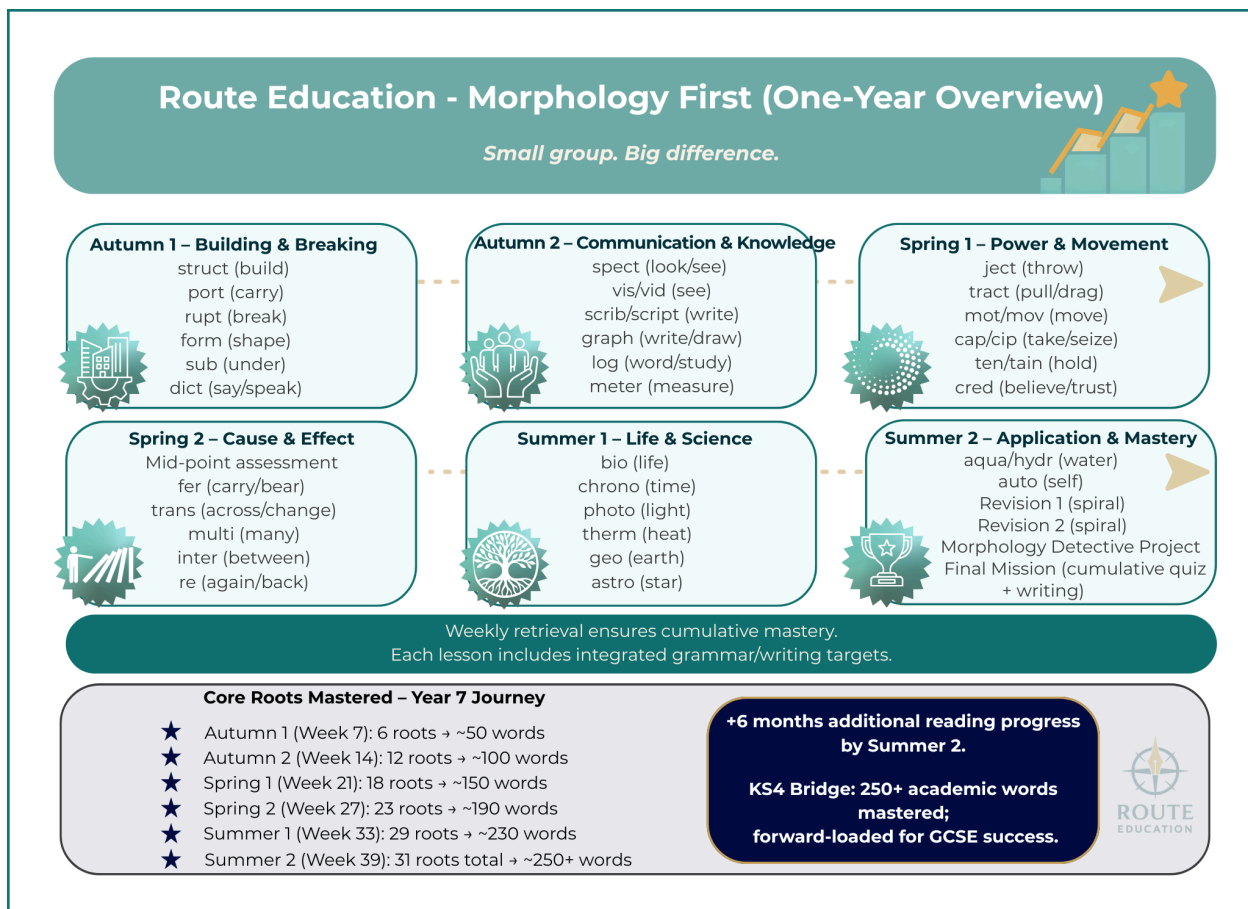 Route Education - Morphology First (One-Year Overview)
Small group. Big difference.
Autumn 1 – Building & Breaking
struct (build)
port (carry)
rupt (break)
form (shape)
sub (under)
dict (say/speak)
Autumn 2 – Communication & Knowledge
spect (look/see)
vis/vid (see)
scrib/script (write)
graph (write/draw)
log (word/study)
meter (measure)
Spring 1 – Power & Movement
ject (throw)
tract (pull/drag)
mot/mov (move)
cap/cip (take/seize)
ten/tain (hold)
cred (believe/trust)
Spring 2 – Cause & Effect
Mid-point assessment
fer (carry/bear)
trans (across/change)
multi (many)
inter (between)
re (again/back)
Summer 1 – Life & Science
bio (life)
chrono (time)
photo (light)
therm (heat)
geo (earth)
astro (star)
Summer 2 – Application & Mastery
aqua/hydr (water)
auto (self)
Revision 1 (spiral)
Revision 2 (spiral)
Morphology Detective Project
Final Mission (cumulative quiz
+ writing)
Weekly retrieval ensures cumulative mastery.
Each lesson includes integrated grammar/writing targets.
Core Roots Mastered – Year 7 Journey
Autumn 1 (Week 7): 6 roots → ~50 words
Autumn 2 (Week 14): 12 roots → ~100 words
Spring 1 (Week 21): 18 roots → ~150 words
Spring 2 (Week 27): 23 roots → ~190 words
Summer 1 (Week 33): 29 roots → ~230 words
Summer 2 (Week 39): 31 roots total → ~250+ words
+6 months additional reading progress
by Summer 2.
KS4 Bridge: 250+ academic words
mastered;
forward-loaded for GCSE success.
ROUTE
EDUCATION